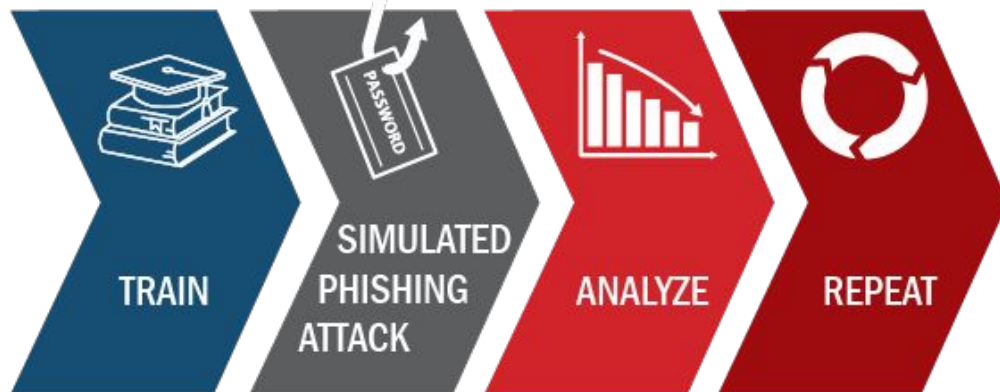 PASSWORD
TRAIN
SIMULATED
PHISHING
ATTACK
ANALYZE
REPEAT